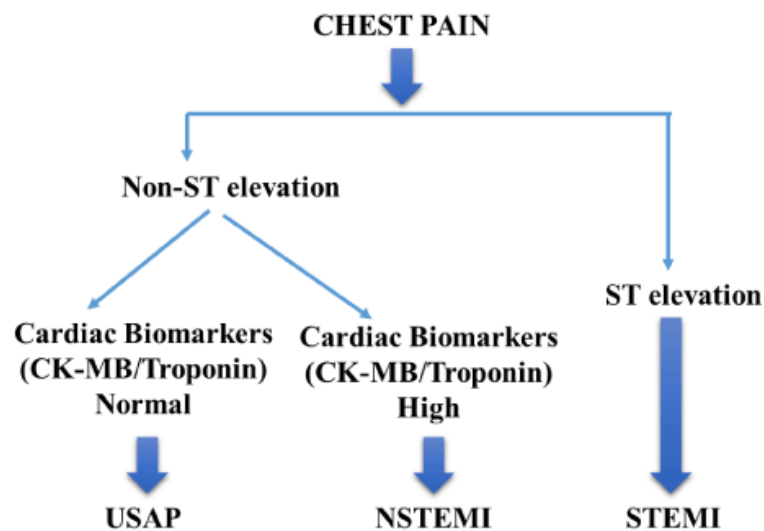 CHEST PAIN
Non-ST elevation
ST elevation
Cardiac Biomarkers
(CK-MB/Troponin)
Normal
Cardiac Biomarkers
(CK-MB/Troponin)
High
USAP
NSTEMI
STEMI